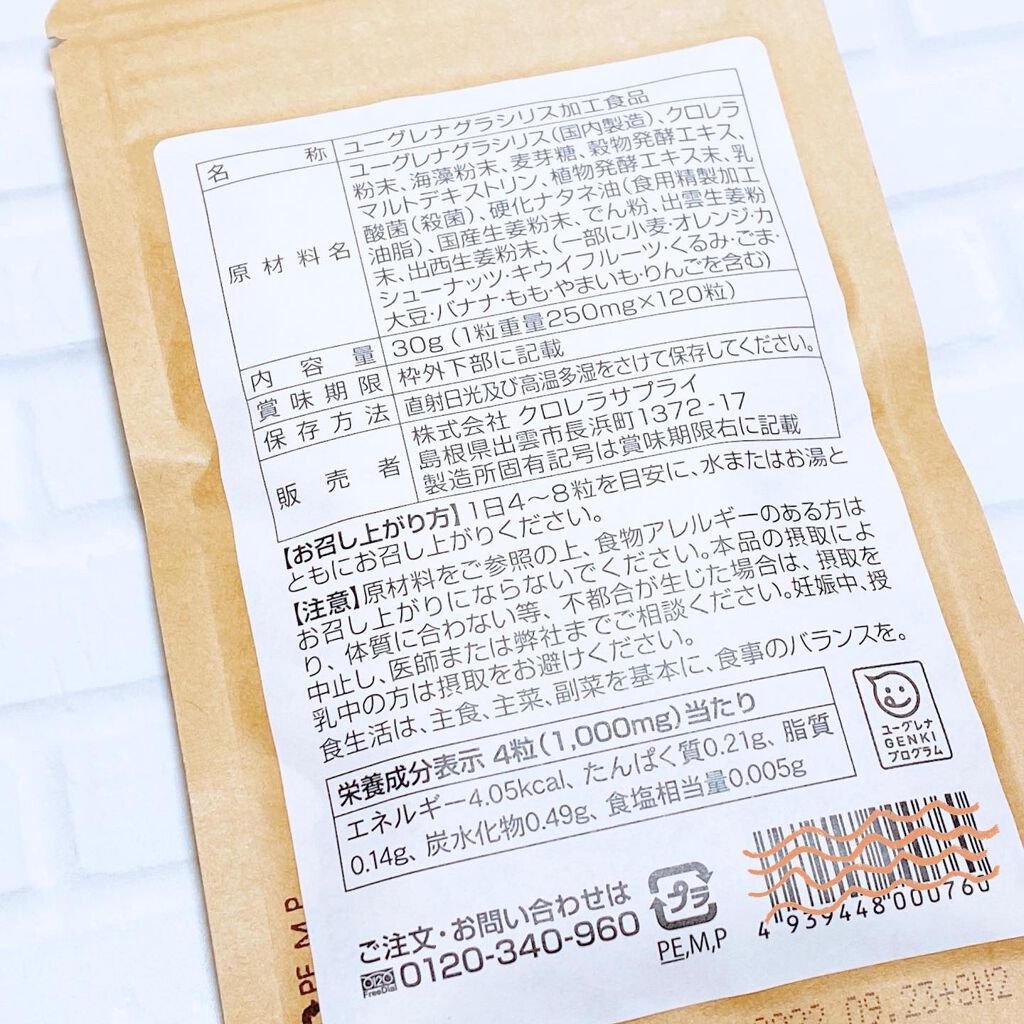 名称 ユーグレナグラシリス加工食品
原材料名 ユーグレナグラシリス(国内製造)、クロレラ
粉末、海藻粉末、麦芽糖、穀物発酵エキス、
マルトデキストリン、植物発酵エキス末、乳
酸菌(殺菌)、硬化ナタネ油(食用精製加工
油脂)、国産生姜粉末、でん粉、出雲生姜粉
末、出西生姜粉末、(一部に小麦・オレンジ・カ
シューナッツ・キウイフルーツ・くるみ・ごま・
大豆・バナナ・もも・やまいも・りんごを含む)
内容量 30g (1粒重量250mg×120粒)
賞味期限 枠外下部に記載
保存方法 直射日光及び高温多湿をさけて保存してください。
販売者 株式会社 クロレラサプライ
島根県出雲市長浜町1372-17
製造所固有記号は賞味期限右に記載
【お召し上がり方】1日4～8粒を目安に、水またはお湯と
ともにお召し上がりください。
【注意】原材料をご参照の上、食物アレルギーのある方は
お召し上がりにならないでください。本品の摂取によ
り、体質に合わない等、不都合が生じた場合は、摂取を
中止し、医師または弊社までご相談ください。妊娠中、授
乳中の方は摂取をお避けください。
食生活は、主食、主菜、副菜を基本に、食事のバランスを。
栄養成分表示 4粒(1,000mg)当たり
エネルギー4.05kcal、たんぱく質0.21g、脂質
0.14g、炭水化物0.49g、食塩相当量0.005g
ユーグレナ
GENKI
プログラム
ご注文・お問い合わせは
0120 FreeDial 0120-340-960
プラ
PE,M,P
4939448000760
PE,M,P
2022.09.23+SN2